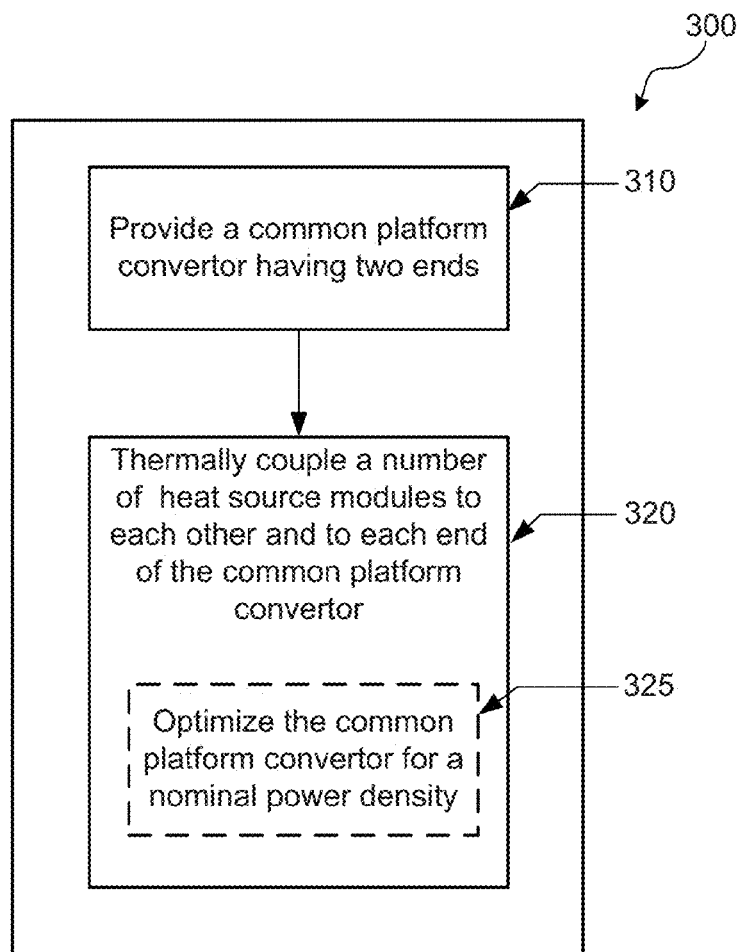 300
310
Provide a common platform
convertor having two ends
Thermally couple a number
of heat source modules to
each other and to each end
of the common platform
convertor
320
325
Optimize the common
platform convertor for a
nominal power density